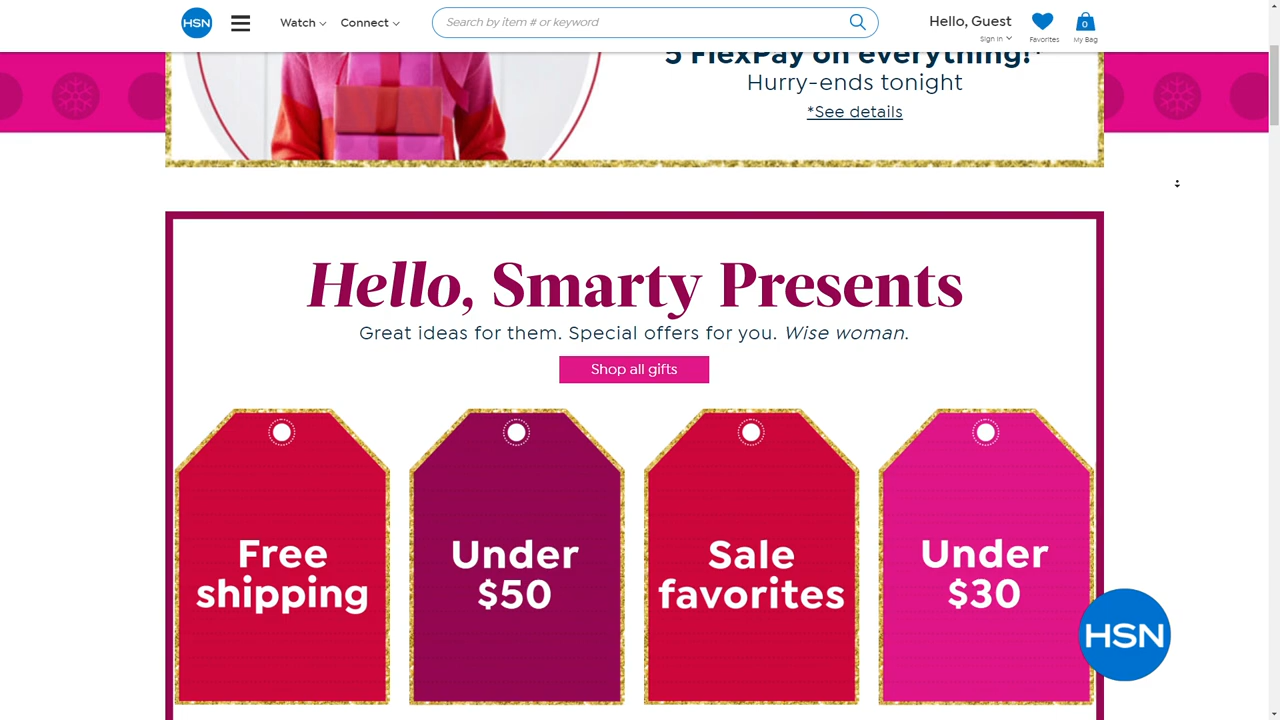 HSN
Watch
Connect
Search by item # or keyword
Hello, Guest
Sign In
Favorites
0
My Bag
5 FlexPay on everything!*
Hurry-ends tonight
*See details
Hello, Smarty Presents
Great ideas for them. Special offers for you. Wise woman.
Shop all gifts
Free
shipping
Under
$50
Sale
favorites
Under
$30
HSN